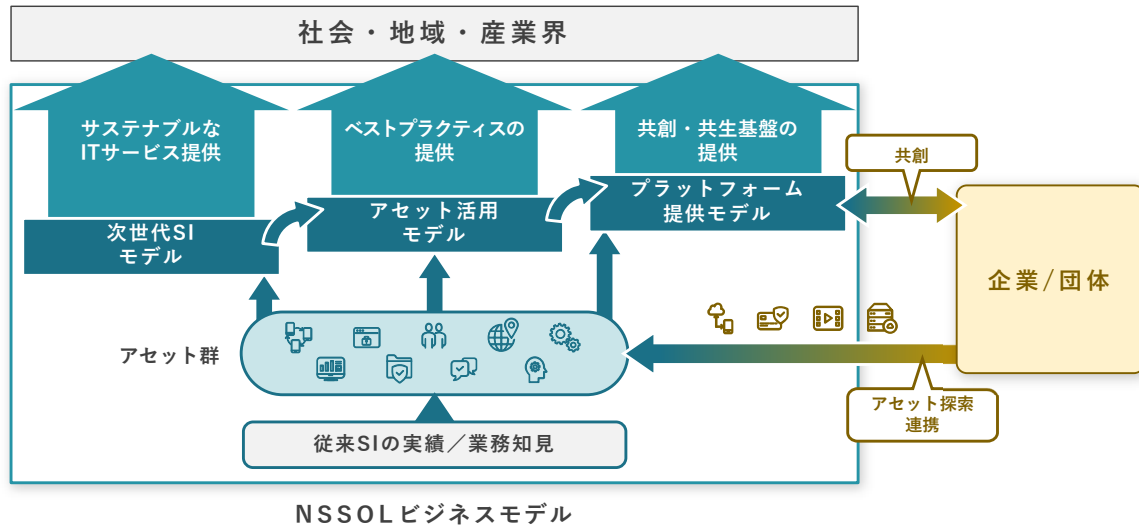 社会・地域・産業界
サステナブルな
ITサービス提供
ベストプラクティスの
提供
共創・共生基盤の
提供
共創
次世代SI
モデル
アセット活用
モデル
プラットフォーム
提供モデル
企業/団体
アセット群
アセット探索
連携
従来SIの実績／業務知見
NSSOLビジネスモデル